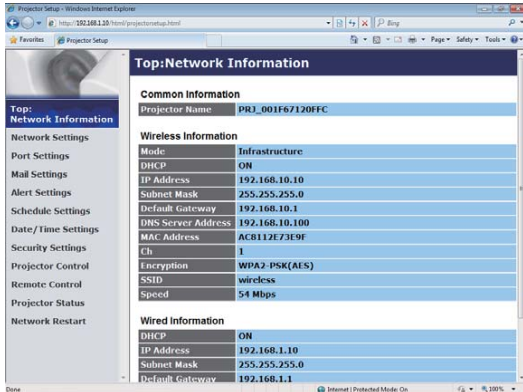 Projector Setup - Windows Internet Explorer
http://192.168.1.10/html/projectorsetup.html
Bing
Favorites Projector Setup Page Safety Tools
Top:Network Information
Common Information
Projector Name PRJ_001F67120FFC
Top:
Network Information
Network Settings
Port Settings
Mail Settings
Alert Settings
Schedule Settings
Date/Time Settings
Security Settings
Projector Control
Remote Control
Projector Status
Network Restart
Wireless Information
Mode Infrastructure
DHCP ON
IP Address 192.168.10.10
Subnet Mask 255.255.255.0
Default Gateway 192.168.10.1
DNS Server Address 192.168.10.100
MAC Address AC8112E73E9F
Ch 1
Encryption WPA2-PSK(AES)
SSID wireless
Speed 54 Mbps
Wired Information
DHCP ON
IP Address 192.168.1.10
Subnet Mask 255.255.255.0
Default Gateway 192.168.1.1
Done Internet | Protected Mode: On 100%